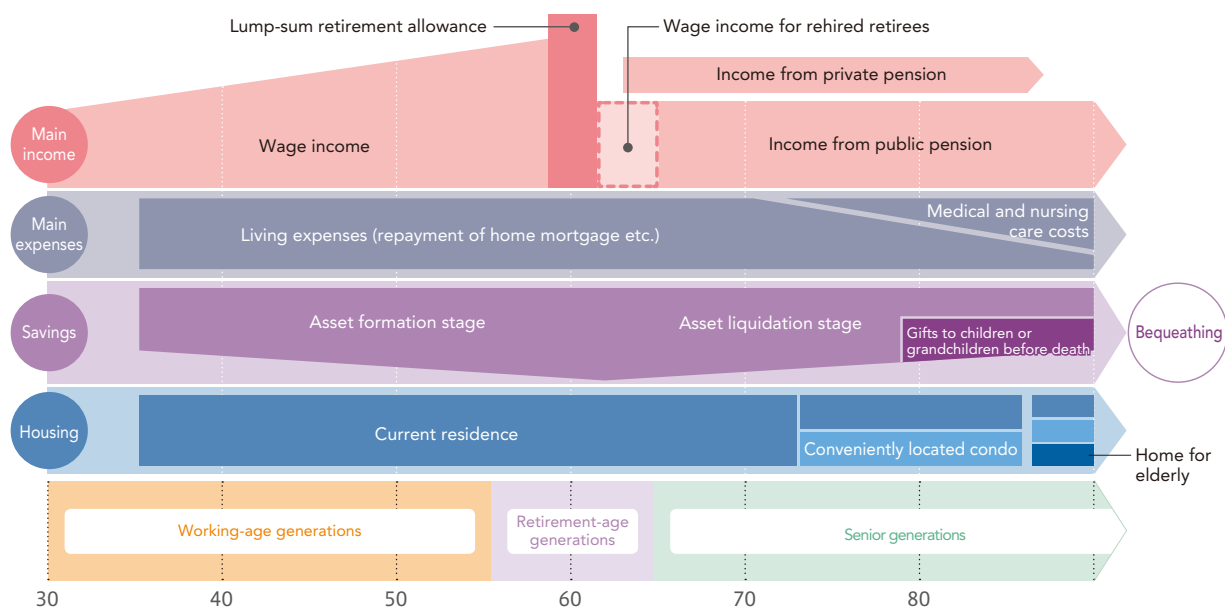 Lump-sum retirement allowance
Wage income for rehired retirees
Income from private pension
Main
income
Wage income
Income from public pension
Main
expenses
Living expenses (repayment of home mortgage etc.)
Medical and nursing
care costs
Savings
Asset formation stage
Asset liquidation stage
Gifts to children or
grandchildren before death
Bequeathing
Housing
Current residence
Conveniently located condo
Home for
elderly
Working-age generations
Retirement-age
generations
Senior generations
30 40 50 60 70 80